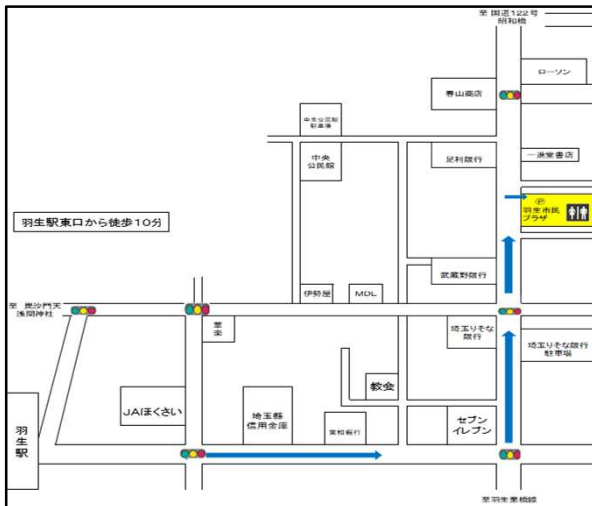 至 国道122号
昭和橋
ローソン
春山商店
中央公民館
駐車場
中央
公民館
足利銀行
一進堂書店
P
羽生市民
プラザ
羽生駅東口から徒歩10分
武蔵野銀行
伊勢屋
MDL
至 毘沙門天
浅間神社
埼玉りそな
銀行
埼玉りそな銀行
駐車場
教会
JAほくさい
埼玉縣
信用金庫
セブン
イレブン
羽生駅
至羽生栗橋線